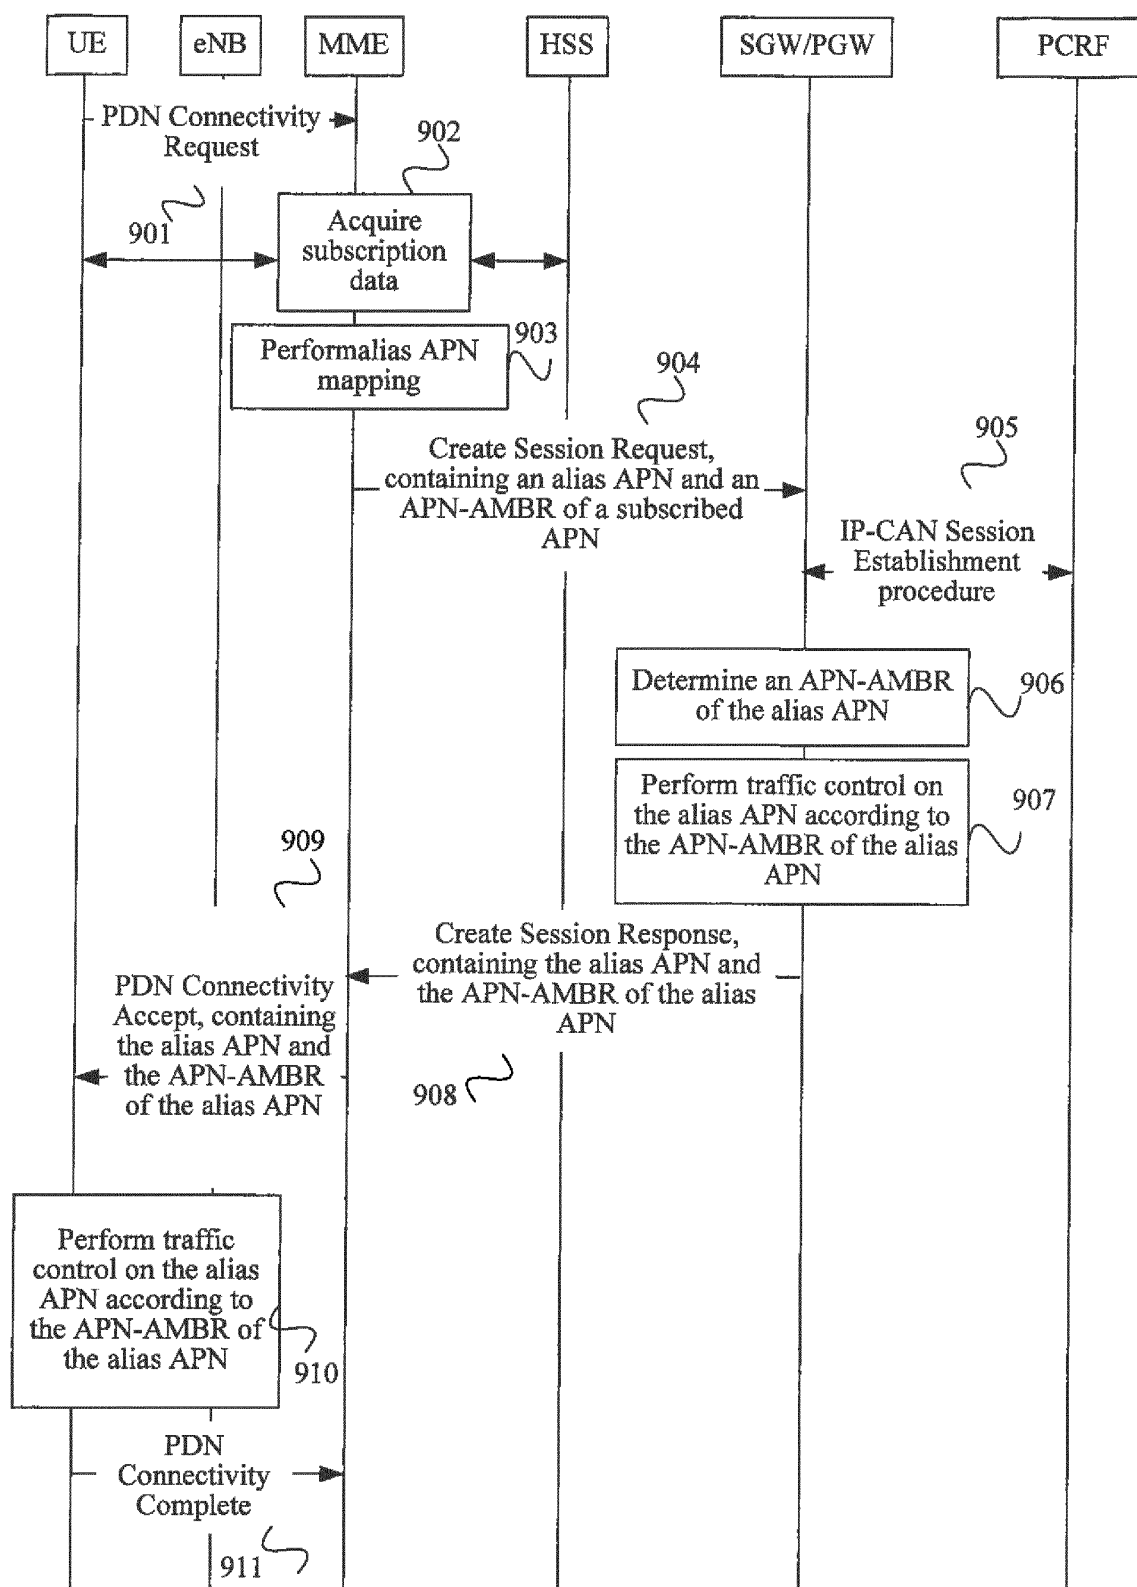 UE
eNB
MME
HSS
SGW/PGW
PCRF
PDN Connectivity
Request
901
902
Acquire
subscription
data
903
Performalias APN
mapping
904
Create Session Request,
containing an alias APN and an
APN-AMBR of a subscribed
APN
905
IP-CAN Session
Establishment
procedure
Determine an APN-AMBR
of the alias APN
906
Perform traffic control on
the alias APN according to
the APN-AMBR of the alias
APN
907
909
Create Session Response,
containing the alias APN and
the APN-AMBR of the alias
APN
908
PDN Connectivity
Accept, containing
the alias APN and
the APN-AMBR
of the alias APN
Perform traffic
control on the alias
APN according to
the APN-AMBR of
the alias APN
910
PDN
Connectivity
Complete
911